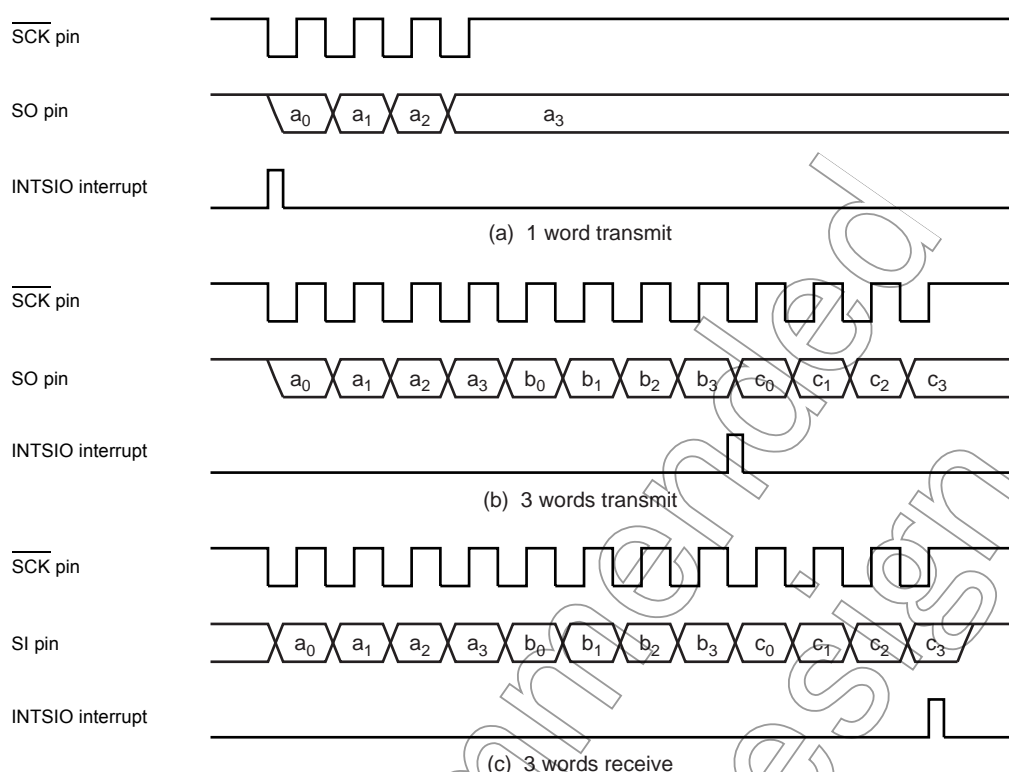 SCK pin
SO pin
a0 a1 a2 a3
INTSIO interrupt
(a) 1 word transmit
SCK pin
SO pin
a0 a1 a2 a3 b0 b1 b2 b3 c0 c1 c2 c3
INTSIO interrupt
(b) 3 words transmit
SCK pin
SI pin
a0 a1 a2 a3 b0 b1 b2 b3 c0 c1 c2 c3
INTSIO interrupt
(c) 3 words receive